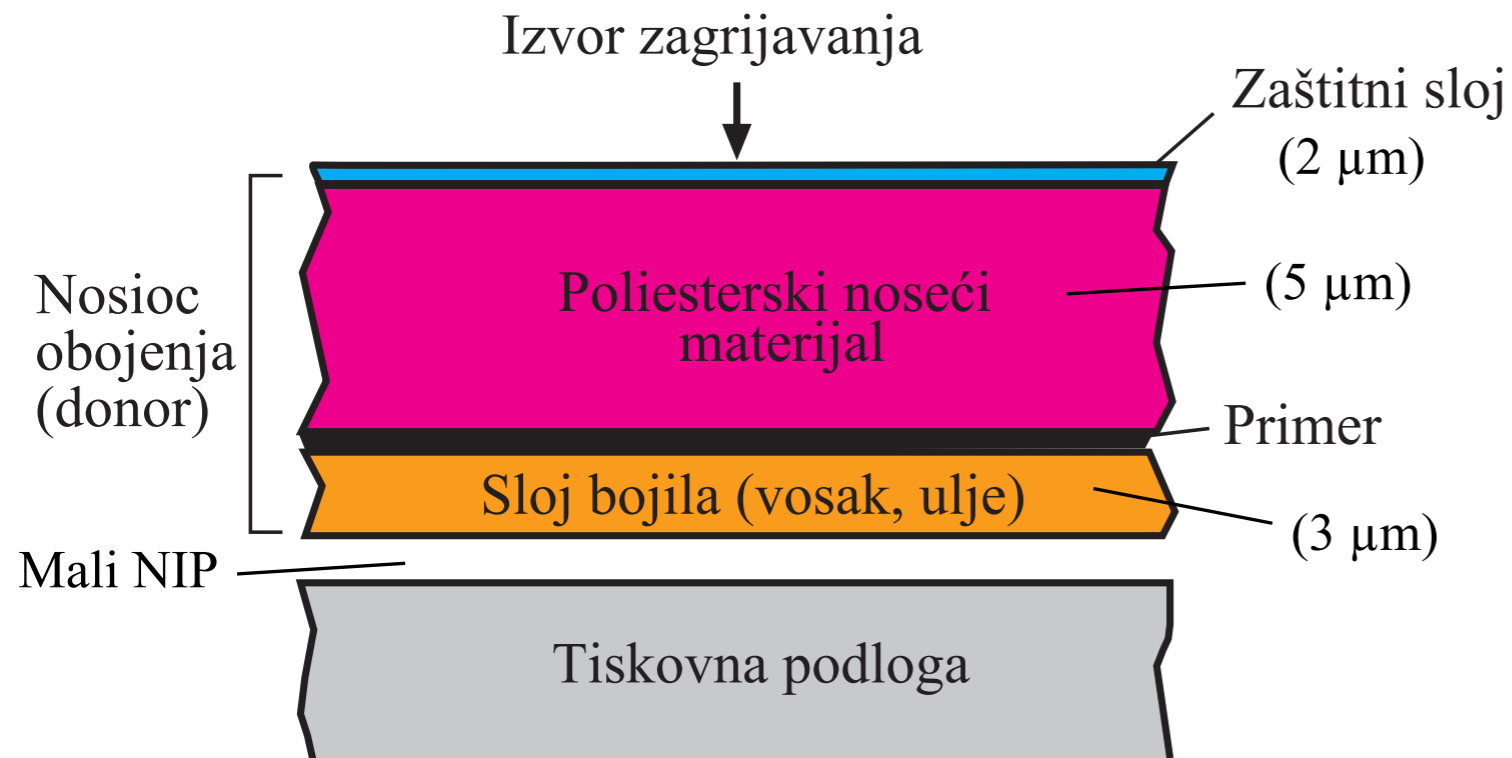 Izvor zagrijavanja
Zaštitni sloj
(2 µm)
Nosioc
obojenja
(donor)
Poliesterski noseći
materijal
(5 µm)
Primer
Sloj bojila (vosak, ulje)
(3 µm)
Mali NIP
Tiskovna podloga